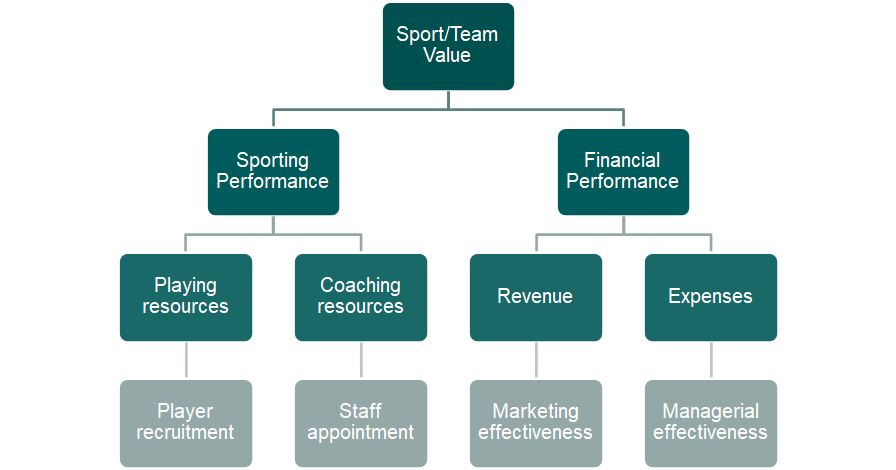 Sport/Team
Value
Sporting
Performance
Financial
Performance
Playing
resources
Coaching
resources
Revenue
Expenses
Player
recruitment
Staff
appointment
Marketing
effectiveness
Managerial
effectiveness